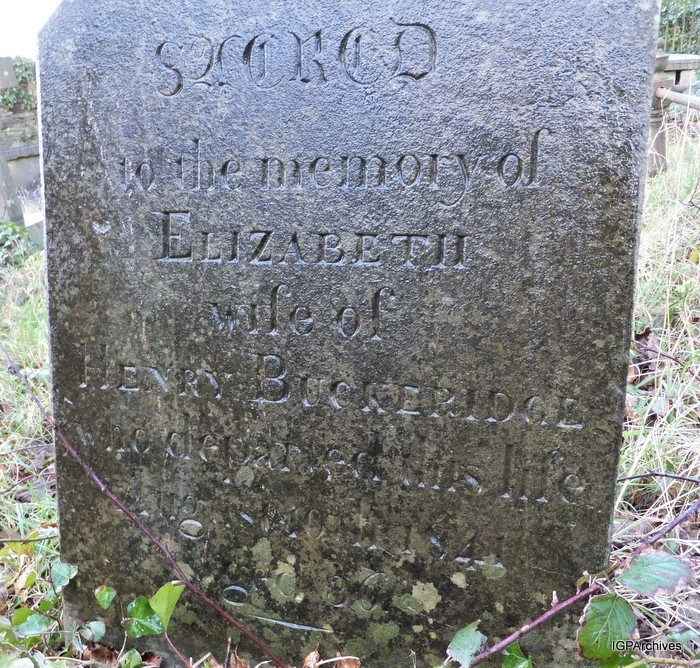 SACRED
to the memory of
ELIZABETH
wife of
HENRY BUCKERIDGE
who departed this life
IGPArchives